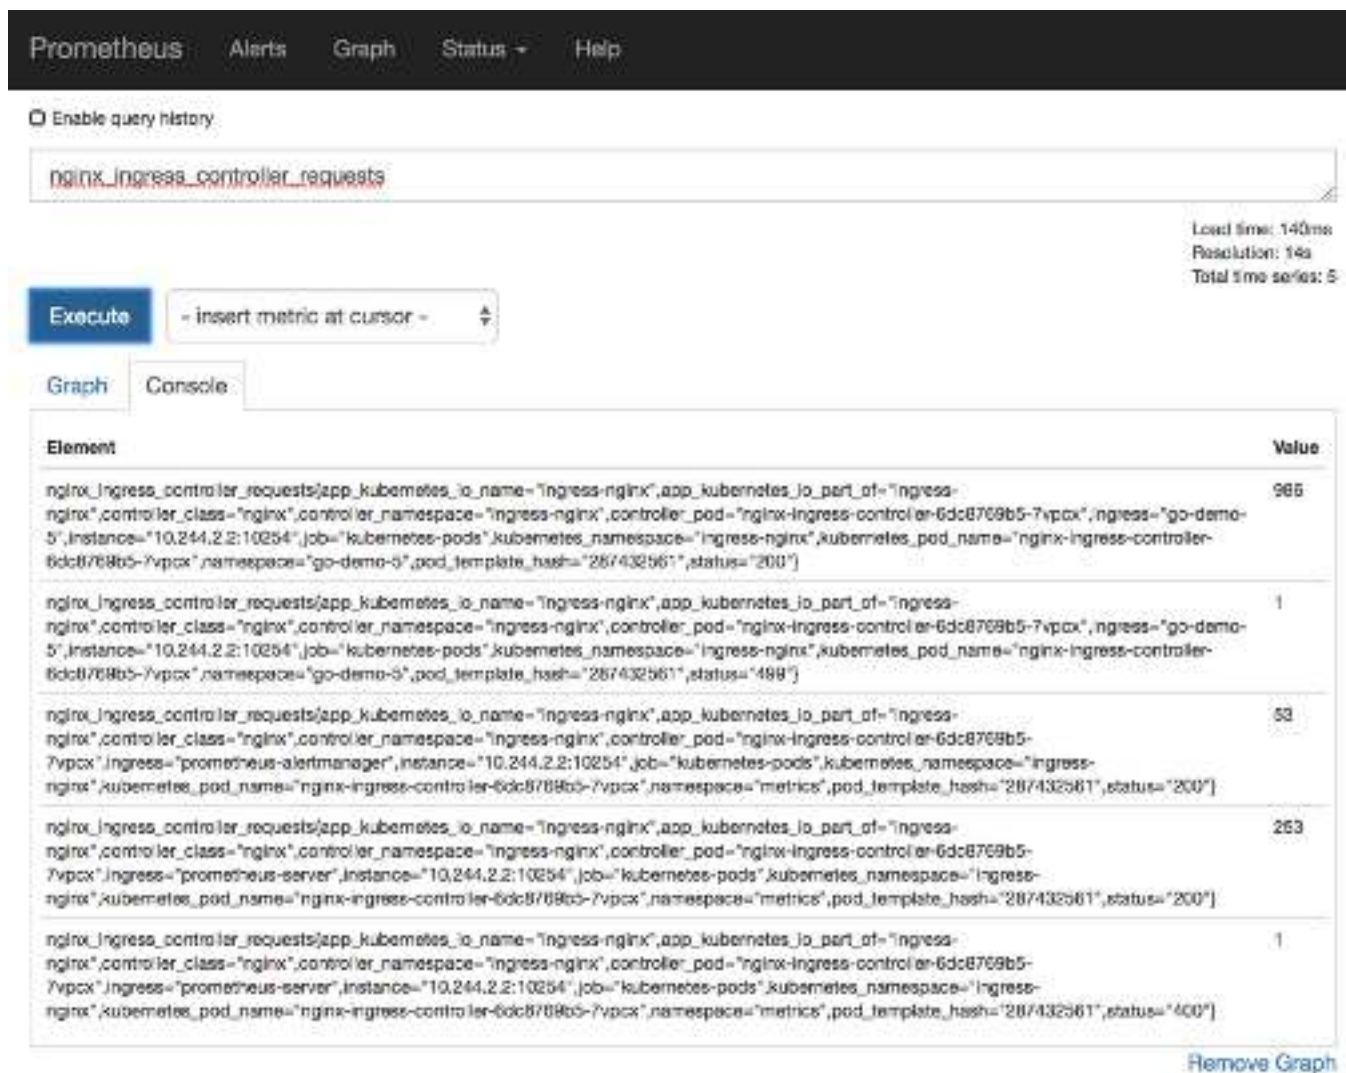 Prometheus Alerts Graph Status Help
Enable query history
nginx_ingress_controller_requests
Load time: 140ms
Resolution: 14s
Total time series: 5
Execute - insert metric at cursor -
Graph Console
Element Value
nginx_ingress_controller_requests{app_kubernetes_io_name="ingress-nginx",app_kubernetes_io_part_of="ingress- 986
nginx",controller_class="nginx",controller_namespace="ingress-nginx",controller_pod="nginx-ingress-controller-6dc8769b5-7vpcx",ingress="go-demo-
5",instance="10.244.2.2:10254",job="kubernetes-pods",kubernetes_namespace="ingress-nginx",kubernetes_pod_name="nginx-ingress-controller-
6dc8769b5-7vpcx",namespace="go-demo-5",pod_template_hash="287432561",status="200"}
nginx_ingress_controller_requests{app_kubernetes_io_name="ingress-nginx",app_kubernetes_io_part_of="ingress- 1
nginx",controller_class="nginx",controller_namespace="ingress-nginx",controller_pod="nginx-ingress-controller-6dc8769b5-7vpcx",ingress="go-demo-
5",instance="10.244.2.2:10254",job="kubernetes-pods",kubernetes_namespace="ingress-nginx",kubernetes_pod_name="nginx-ingress-controller-
6dc8769b5-7vpcx",namespace="go-demo-5",pod_template_hash="287432561",status="499"}
nginx_ingress_controller_requests{app_kubernetes_io_name="ingress-nginx",app_kubernetes_io_part_of="ingress- 53
nginx",controller_class="nginx",controller_namespace="ingress-nginx",controller_pod="nginx-ingress-controller-6dc8769b5-
7vpcx",ingress="prometheus-alertmanager",instance="10.244.2.2:10254",job="kubernetes-pods",kubernetes_namespace="ingress-
nginx",kubernetes_pod_name="nginx-ingress-controller-6dc8769b5-7vpcx",namespace="metrics",pod_template_hash="287432561",status="200"}
nginx_ingress_controller_requests{app_kubernetes_io_name="ingress-nginx",app_kubernetes_io_part_of="ingress- 263
nginx",controller_class="nginx",controller_namespace="ingress-nginx",controller_pod="nginx-ingress-controller-6dc8769b5-
7vpcx",ingress="prometheus-server",instance="10.244.2.2:10254",job="kubernetes-pods",kubernetes_namespace="ingress-
nginx",kubernetes_pod_name="nginx-ingress-controller-6dc8769b5-7vpcx",namespace="metrics",pod_template_hash="287432561",status="200"}
nginx_ingress_controller_requests{app_kubernetes_io_name="ingress-nginx",app_kubernetes_io_part_of="ingress- 1
nginx",controller_class="nginx",controller_namespace="ingress-nginx",controller_pod="nginx-ingress-controller-6dc8769b5-
7vpcx",ingress="prometheus-server",instance="10.244.2.2:10254",job="kubernetes-pods",kubernetes_namespace="ingress-
nginx",kubernetes_pod_name="nginx-ingress-controller-6dc8769b5-7vpcx",namespace="metrics",pod_template_hash="287432561",status="400"}
Remove Graph